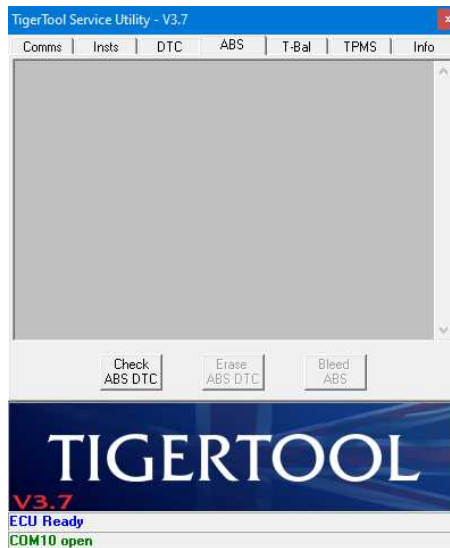 TigerTool Service Utility - V3.7
Comms Insts DTC ABS T-Bal TPMS Info
Check Erase Bleed
ABS DTC ABS DTC ABS
TIGERTOOL
V3.7
ECU Ready
COM10 open